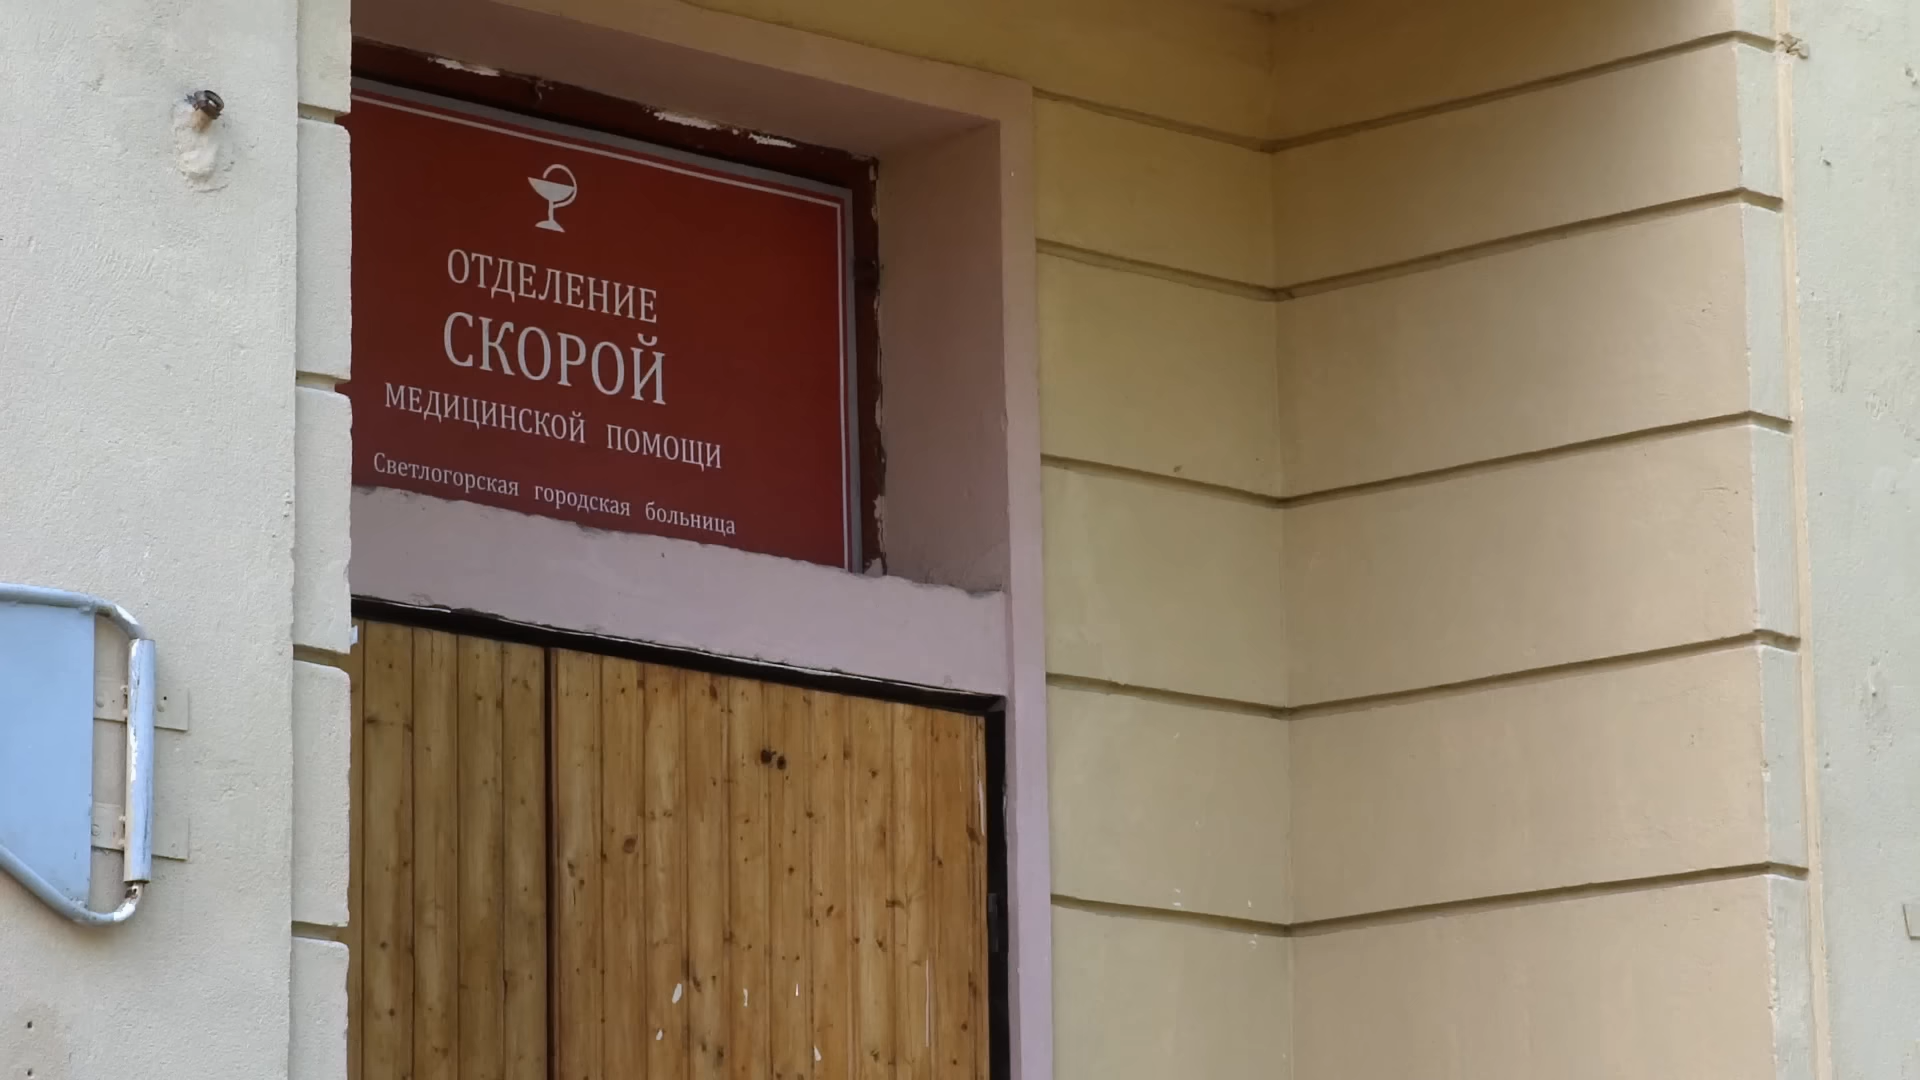 ОТДЕЛЕНИЕ
СКОРОЙ
МЕДИЦИНСКОЙ ПОМОЩИ
Светлогорская городская больница